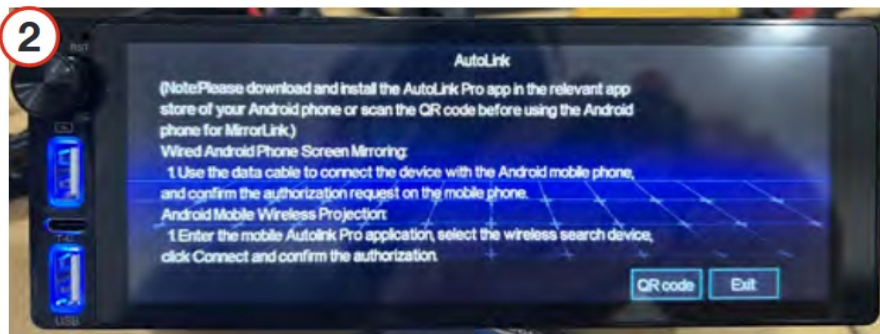 2
RST
AutoLink
(Note:Please download and install the AutoLink Pro app in the relevant app
store of your Android phone or scan the QR code before using the Android
phone for MirrorLink.)
Wired Android Phone Screen Mirroring:
1.Use the data cable to connect the device with the Android mobile phone,
and confirm the authorization request on the mobile phone.
Android Mobile Wireless Projection:
1.Enter the mobile Autolink Pro application, select the wireless search device,
click Connect and confirm the authorization.
QR code Exit
T-C
USB